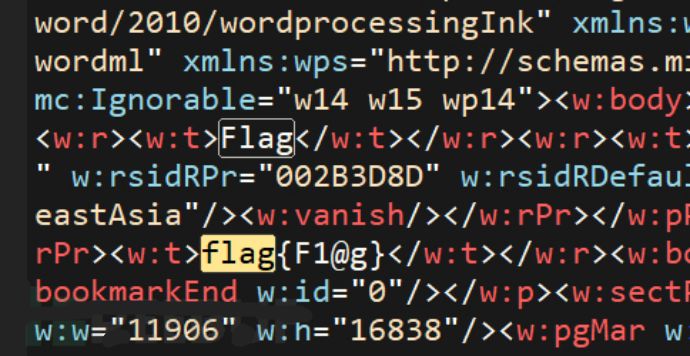 word/2010/wordprocessingInk" xmlns:w
wordml" xmlns:wps="http://schemas.mi
mc:Ignorable="w14 w15 wp14"><w:body>
<w:r><w:t>Flag</w:t></w:r><w:r><w:t>
" w:rsidRPr="002B3D8D" w:rsidRDefaul
eastAsia"/><w:vanish/></w:rPr></w:pP
rPr><w:t>flag{F1@g}</w:t></w:r><w:bo
bookmarkEnd w:id="0"/></w:p><w:sectP
w:w="11906" w:h="16838"/><w:pgMar w: